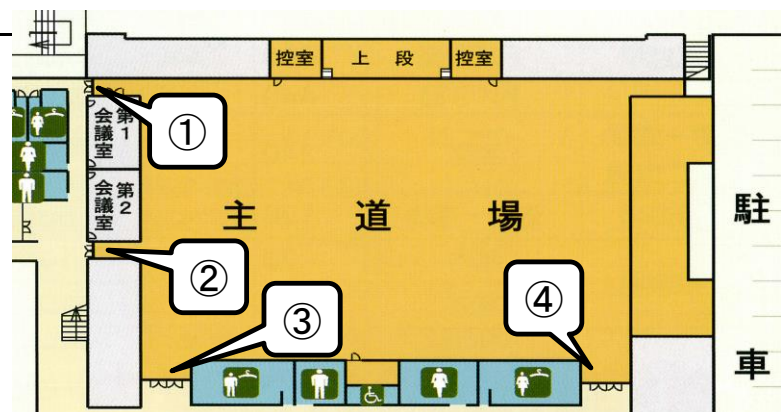 控室
上段
控室
第1
会議室
①
第2
会議室
主道場
駐
②
③
④
車